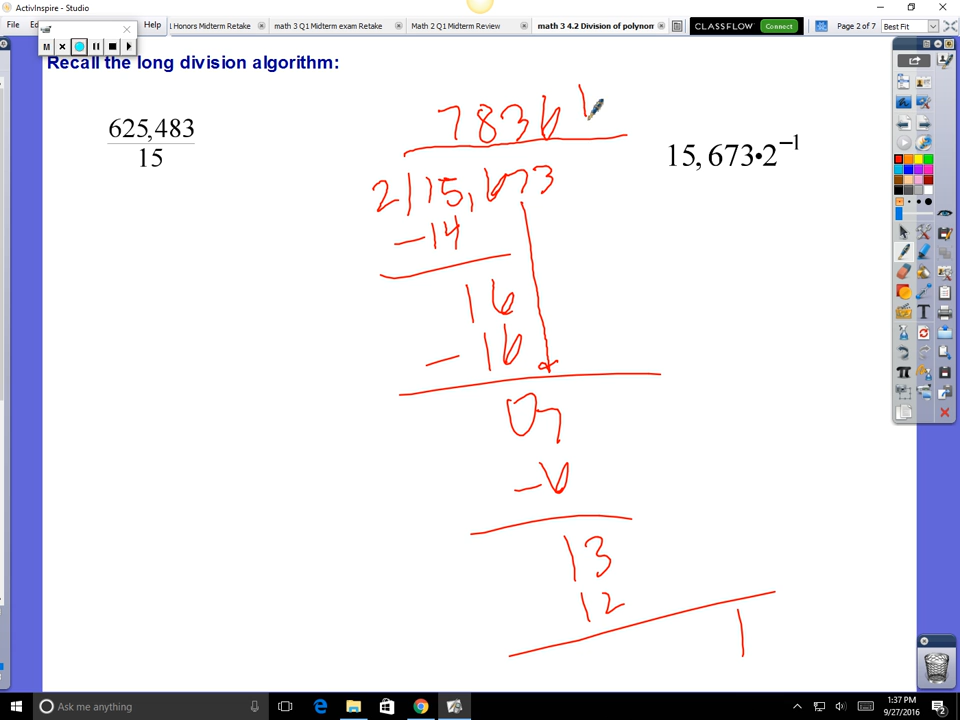 ActivInspire - Studio
File
Help
l Honors Midterm Retake
math 3 Q1 Midterm exam Retake
Math 2 Q1 Midterm Review
math 3 4.2 Division of polynom
CLASSFLOW
Connect
Page 2 of 7
Best Fit
M
Recall the long division algorithm:
625,483
15
7836
2 15,673
-14
16
- 16
07
-6
13
12
1
15,673•2⁻¹
Ask me anything
1:37 PM
9/27/2016
2